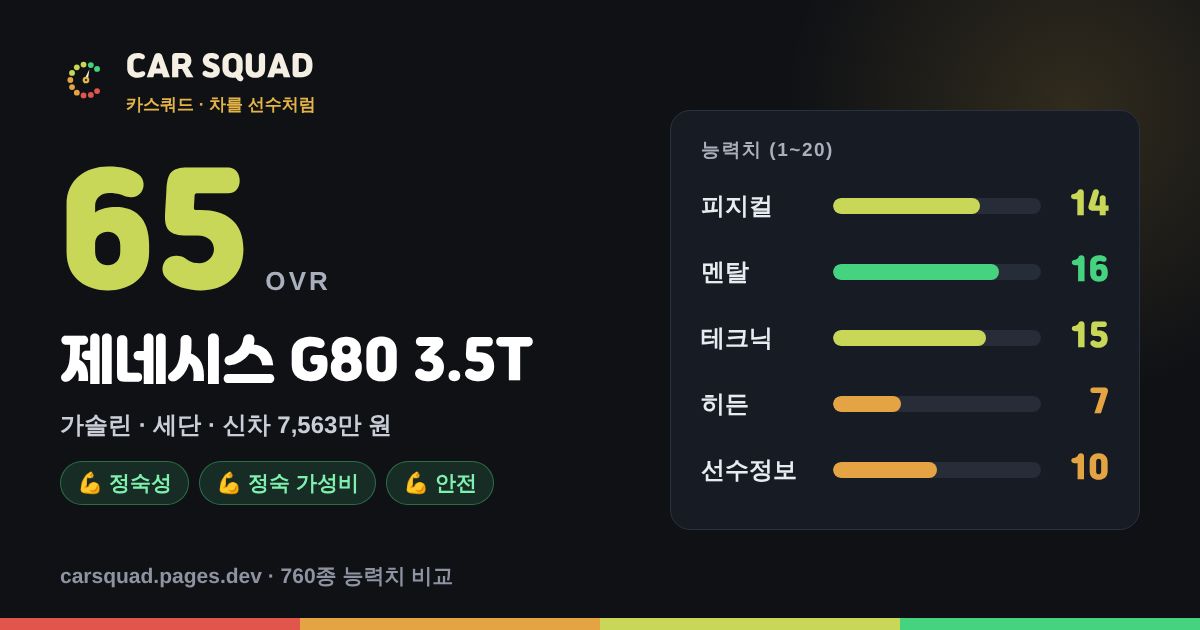 CAR SQUAD
카스쿼드 · 차를 선수처럼
65 OVR
제네시스 G80 3.5T
가솔린 · 세단 · 신차 7,563만 원
💪 정숙성 💪 정숙 가성비 💪 안전
carsquad.pages.dev · 760종 능력치 비교
능력치 (1~20)
피지컬 14
멘탈 16
테크닉 15
히든 7
선수정보 10